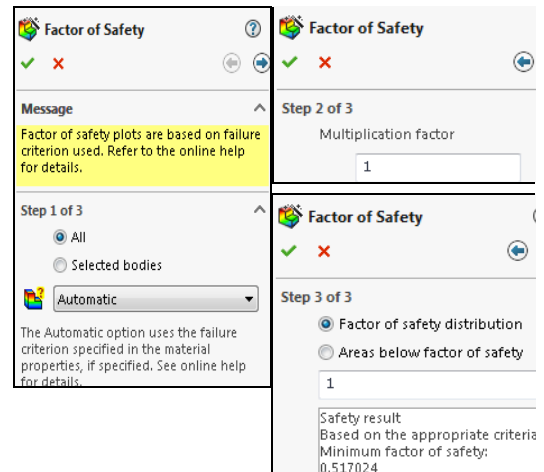 Factor of Safety
Message
Factor of safety plots are based on failure
criterion used. Refer to the online help
for details.
Step 1 of 3
All
Selected bodies
Automatic
The Automatic option uses the failure
criterion specified in the material
properties, if specified. See online help
for details.
Factor of Safety
Step 2 of 3
Multiplication factor
1
Factor of Safety
Step 3 of 3
Factor of safety distribution
Areas below factor of safety
1
Safety result
Based on the appropriate criteria
Minimum factor of safety:
0.517024